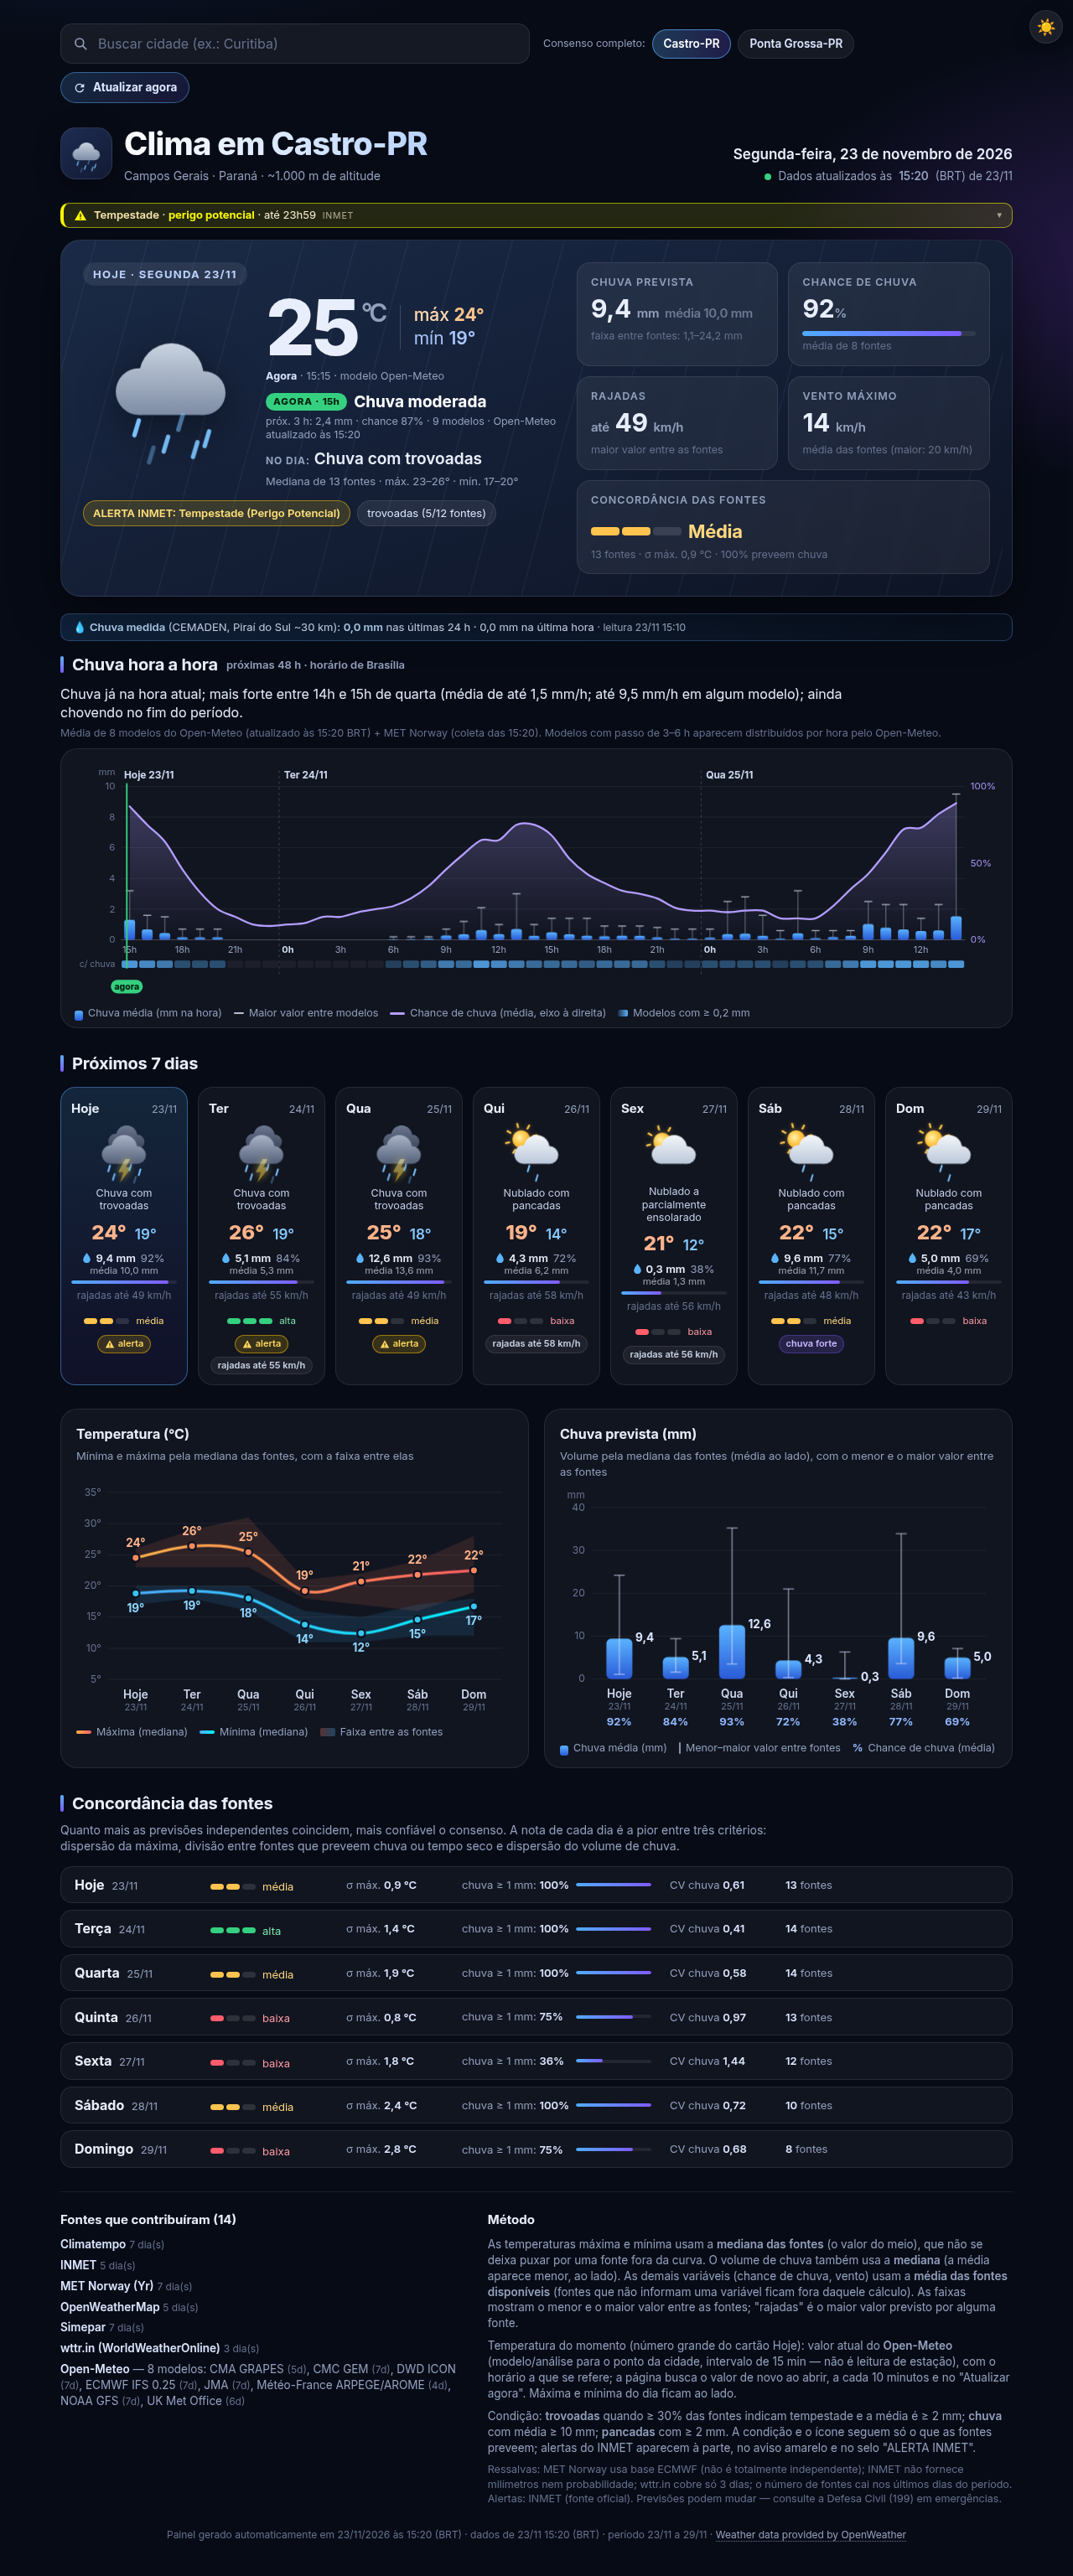 Buscar cidade (ex.: Curitiba)
Consenso completo: Castro-PR Ponta Grossa-PR
Atualizar agora
Clima em Castro-PR
Campos Gerais · Paraná · ~1.000 m de altitude
Segunda-feira, 23 de novembro de 2026
Dados atualizados às 15:20 (BRT) de 23/11
Tempestade · perigo potencial · até 23h59 INMET
HOJE · SEGUNDA 23/11
25°C
máx 24°
mín 19°
Agora · 15:15 · modelo Open-Meteo
AGORA · 15h Chuva moderada
próx. 3 h: 2,4 mm · chance 87% · 9 modelos · Open-Meteo
atualizado às 15:20
NO DIA: Chuva com trovoadas
Mediana de 13 fontes · máx. 23–26° · mín. 17–20°
ALERTA INMET: Tempestade (Perigo Potencial) trovoadas (5/12 fontes)
CHUVA PREVISTA
9,4 mm média 10,0 mm
faixa entre fontes: 1,1–24,2 mm
CHANCE DE CHUVA
92%
média de 8 fontes
RAJADAS
até 49 km/h
maior valor entre as fontes
VENTO MÁXIMO
14 km/h
média das fontes (maior: 20 km/h)
CONCORDÂNCIA DAS FONTES
Média
13 fontes · σ máx. 0,9 °C · 100% preveem chuva
Chuva medida (CEMADEN, Piraí do Sul ~30 km): 0,0 mm nas últimas 24 h · 0,0 mm na última hora · leitura 23/11 15:10
Chuva hora a hora próximas 48 h · horário de Brasília
Chuva já na hora atual; mais forte entre 14h e 15h de quarta (média de até 1,5 mm/h; até 9,5 mm/h em algum modelo); ainda
chovendo no fim do período.
Média de 8 modelos do Open-Meteo (atualizado às 15:20 BRT) + MET Norway (coleta das 15:20). Modelos com passo de 3–6 h aparecem distribuídos por hora pelo Open-Meteo.
mm Hoje 23/11 Ter 24/11 Qua 25/11
10 100%
8
6
50%
4
2
0 0%
15h 18h 21h 0h 3h 6h 9h 12h 15h 18h 21h 0h 3h 6h 9h 12h
c/ chuva
agora
Chuva média (mm na hora) Maior valor entre modelos Chance de chuva (média, eixo à direita) Modelos com ≥ 0,2 mm
Próximos 7 dias
Hoje 23/11
Chuva com
trovoadas
24° 19°
9,4 mm 92%
média 10,0 mm
rajadas até 49 km/h
média
alerta
Ter 24/11
Chuva com
trovoadas
26° 19°
5,1 mm 84%
média 5,3 mm
rajadas até 55 km/h
alta
alerta
rajadas até 55 km/h
Qua 25/11
Chuva com
trovoadas
25° 18°
12,6 mm 93%
média 13,6 mm
rajadas até 49 km/h
média
alerta
Qui 26/11
Nublado com
pancadas
19° 14°
4,3 mm 72%
média 6,2 mm
rajadas até 58 km/h
baixa
rajadas até 58 km/h
Sex 27/11
Nublado a
parcialmente
ensolarado
21° 12°
0,3 mm 38%
média 1,3 mm
rajadas até 56 km/h
baixa
rajadas até 56 km/h
Sáb 28/11
Nublado com
pancadas
22° 15°
9,6 mm 77%
média 11,7 mm
rajadas até 48 km/h
média
chuva forte
Dom 29/11
Nublado com
pancadas
22° 17°
5,0 mm 69%
média 4,0 mm
rajadas até 43 km/h
baixa
Temperatura (°C)
Mínima e máxima pela mediana das fontes, com a faixa entre elas
35°
30°
25°
20°
15°
10°
5°
24° 26° 25° 19° 21° 22° 22°
19° 19° 18° 14° 12° 15° 17°
Hoje Ter Qua Qui Sex Sáb Dom
23/11 24/11 25/11 26/11 27/11 28/11 29/11
Máxima (mediana) Mínima (mediana) Faixa entre as fontes
Chuva prevista (mm)
Volume pela mediana das fontes (média ao lado), com o menor e o maior valor entre
as fontes
mm
40
30
20
10
0
9,4 5,1 12,6 4,3 0,3 9,6 5,0
Hoje Ter Qua Qui Sex Sáb Dom
23/11 24/11 25/11 26/11 27/11 28/11 29/11
92% 84% 93% 72% 38% 77% 69%
Chuva média (mm) Menor–maior valor entre fontes % Chance de chuva (média)
Concordância das fontes
Quanto mais as previsões independentes coincidem, mais confiável o consenso. A nota de cada dia é a pior entre três critérios:
dispersão da máxima, divisão entre fontes que preveem chuva ou tempo seco e dispersão do volume de chuva.
Hoje 23/11 média σ máx. 0,9 °C chuva ≥ 1 mm: 100% CV chuva 0,61 13 fontes
Terça 24/11 alta σ máx. 1,4 °C chuva ≥ 1 mm: 100% CV chuva 0,41 14 fontes
Quarta 25/11 média σ máx. 1,9 °C chuva ≥ 1 mm: 100% CV chuva 0,58 14 fontes
Quinta 26/11 baixa σ máx. 0,8 °C chuva ≥ 1 mm: 75% CV chuva 0,97 13 fontes
Sexta 27/11 baixa σ máx. 1,8 °C chuva ≥ 1 mm: 36% CV chuva 1,44 12 fontes
Sábado 28/11 média σ máx. 2,4 °C chuva ≥ 1 mm: 100% CV chuva 0,72 10 fontes
Domingo 29/11 baixa σ máx. 2,8 °C chuva ≥ 1 mm: 75% CV chuva 0,68 8 fontes
Fontes que contribuíram (14)
Climatempo 7 dia(s)
INMET 5 dia(s)
MET Norway (Yr) 7 dia(s)
OpenWeatherMap 5 dia(s)
Simepar 7 dia(s)
wttr.in (WorldWeatherOnline) 3 dia(s)
Open-Meteo — 8 modelos: CMA GRAPES (5d), CMC GEM (7d), DWD ICON
(7d), ECMWF IFS 0.25 (7d), JMA (7d), Météo-France ARPEGE/AROME (4d),
NOAA GFS (7d), UK Met Office (6d)
Método
As temperaturas máxima e mínima usam a mediana das fontes (o valor do meio), que não se
deixa puxar por uma fonte fora da curva. O volume de chuva também usa a mediana (a média
aparece menor, ao lado). As demais variáveis (chance de chuva, vento) usam a média das fontes
disponíveis (fontes que não informam uma variável ficam fora daquele cálculo). As faixas
mostram o menor e o maior valor entre as fontes; "rajadas" é o maior valor previsto por alguma
fonte.
Temperatura do momento (número grande do cartão Hoje): valor atual do Open-Meteo
(modelo/análise para o ponto da cidade, intervalo de 15 min — não é leitura de estação), com o
horário a que se refere; a página busca o valor de novo ao abrir, a cada 10 minutos e no "Atualizar
agora". Máxima e mínima do dia ficam ao lado.
Condição: trovoadas quando ≥ 30% das fontes indicam tempestade e a média é ≥ 2 mm; chuva
com média ≥ 10 mm; pancadas com ≥ 2 mm. A condição e o ícone seguem só o que as fontes
preveem; alertas do INMET aparecem à parte, no aviso amarelo e no selo "ALERTA INMET".
Ressalvas: MET Norway usa base ECMWF (não é totalmente independente); INMET não fornece
milímetros nem probabilidade; wttr.in cobre só 3 dias; o número de fontes cai nos últimos dias do período.
Alertas: INMET (fonte oficial). Previsões podem mudar — consulte a Defesa Civil (199) em emergências.
Painel gerado automaticamente em 23/11/2026 às 15:20 (BRT) · dados de 23/11 15:20 (BRT) · período 23/11 a 29/11 · Weather data provided by OpenWeather